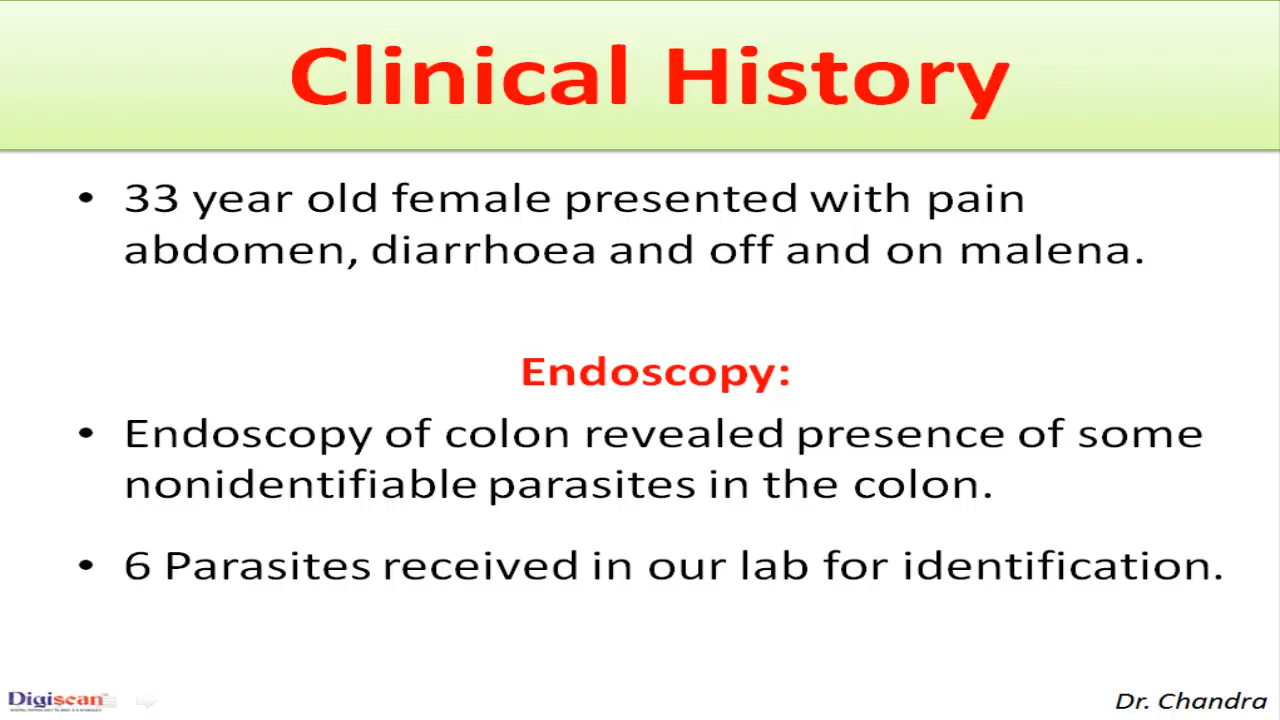 Clinical History
• 33 year old female presented with pain
abdomen, diarrhoea and off and on malena.
Endoscopy:
• Endoscopy of colon revealed presence of some
nonidentifiable parasites in the colon.
• 6 Parasites received in our lab for identification.
Digiscan
Dr. Chandra